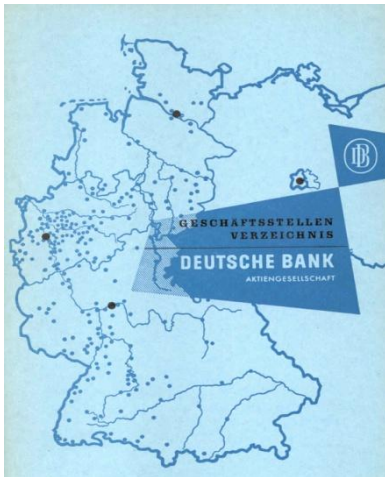 DB
GESCHÄFTSSTELLEN
VERZEICHNIS
DEUTSCHE BANK
AKTIENGESELLSCHAFT